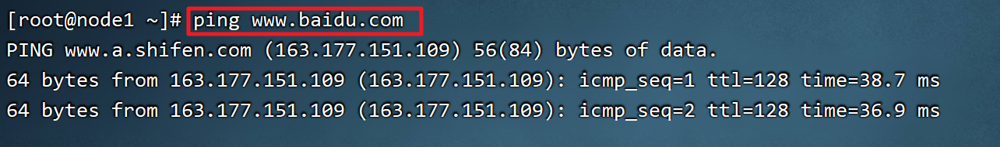 [root@node1 ~]# ping www.baidu.com
PING www.a.shifen.com (163.177.151.109) 56(84) bytes of data.
64 bytes from 163.177.151.109 (163.177.151.109): icmp_seq=1 ttl=128 time=38.7 ms
64 bytes from 163.177.151.109 (163.177.151.109): icmp_seq=2 ttl=128 time=36.9 ms